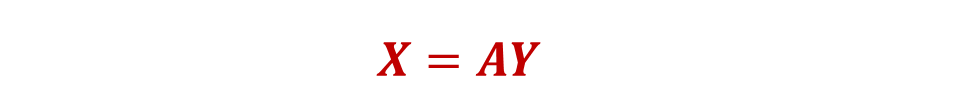 X = AY